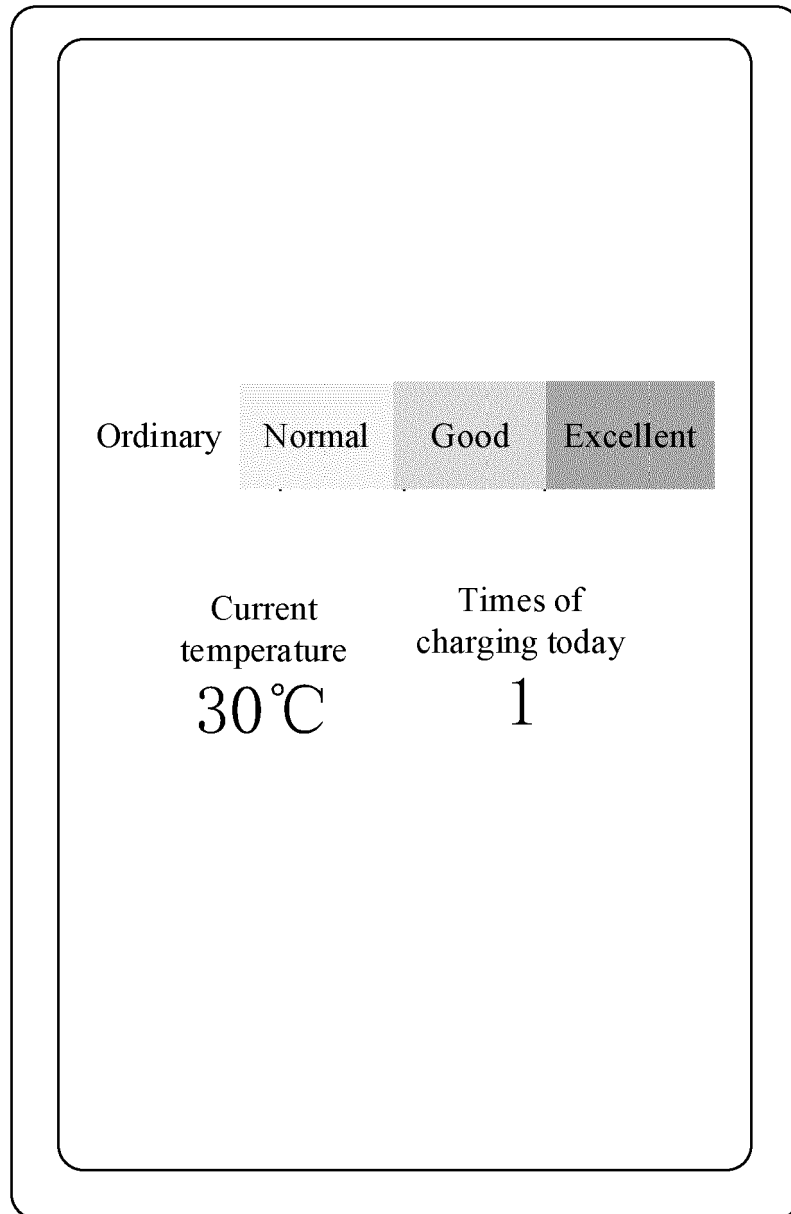 Ordinary Normal Good Excellent
Current
temperature
30℃
Times of
charging today
1